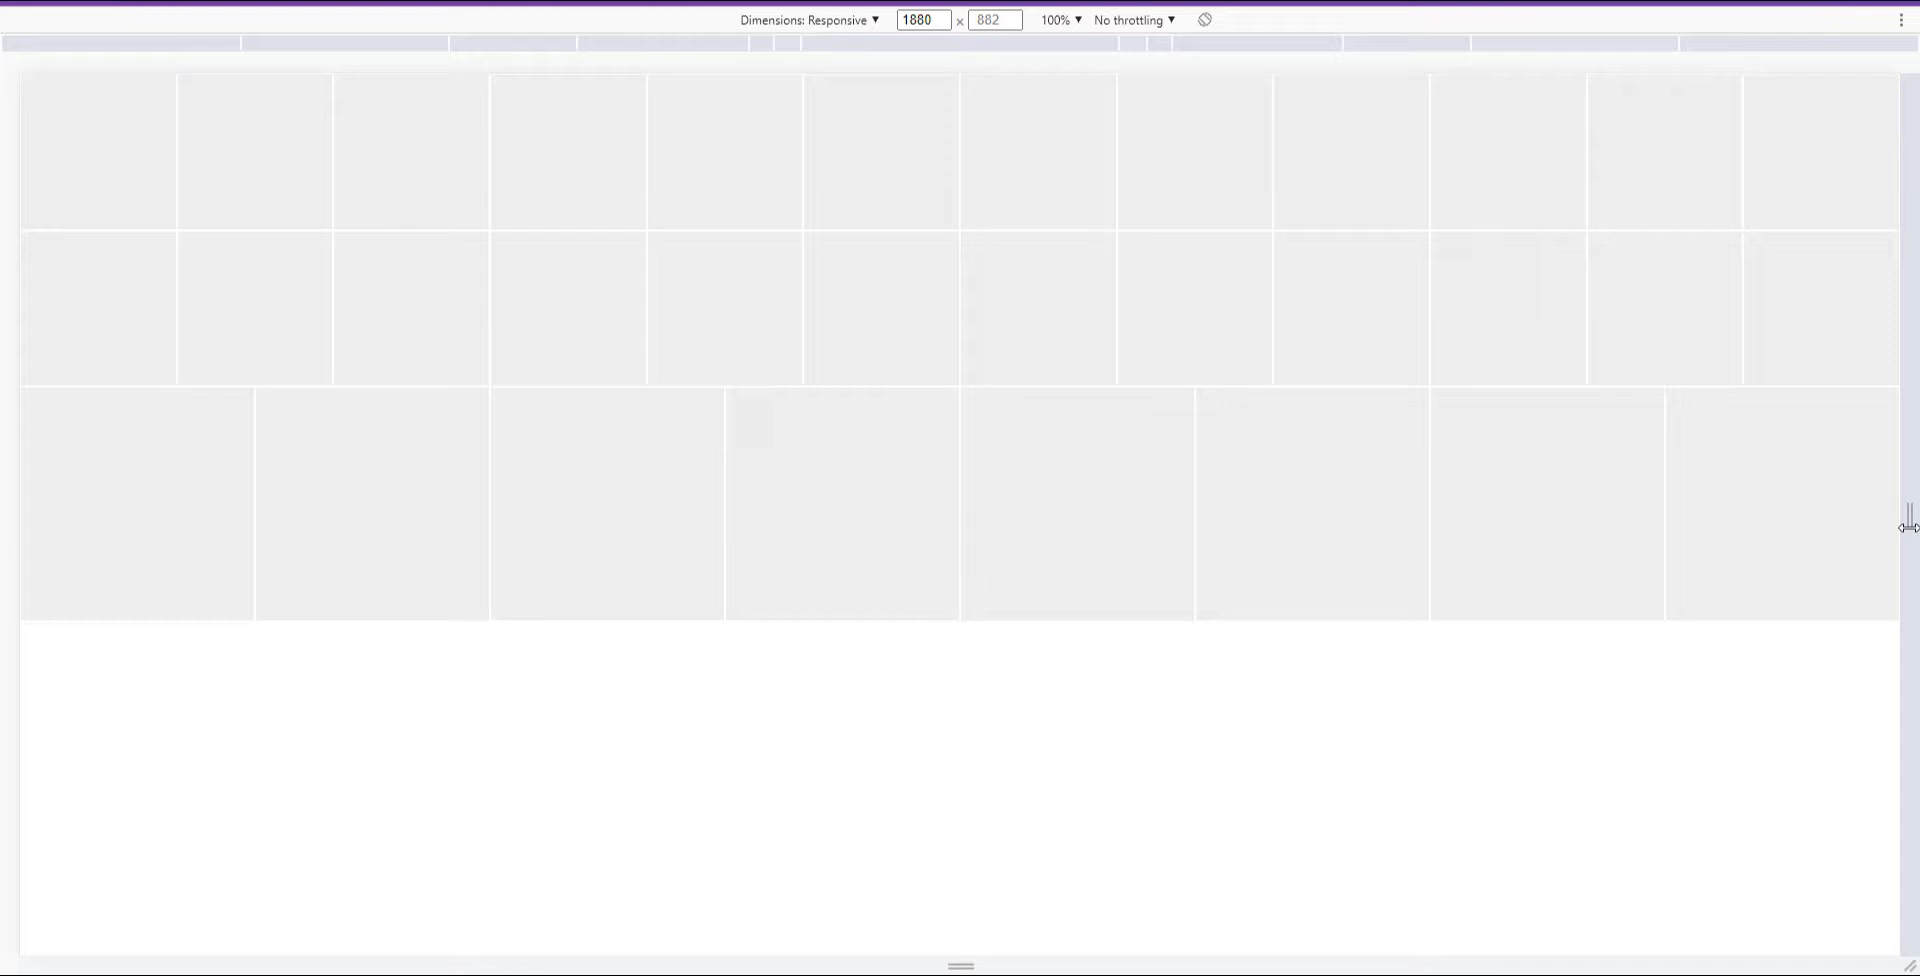 Dimensions: Responsive ▼ 1880 × 882 100% ▼ No throttling ▼